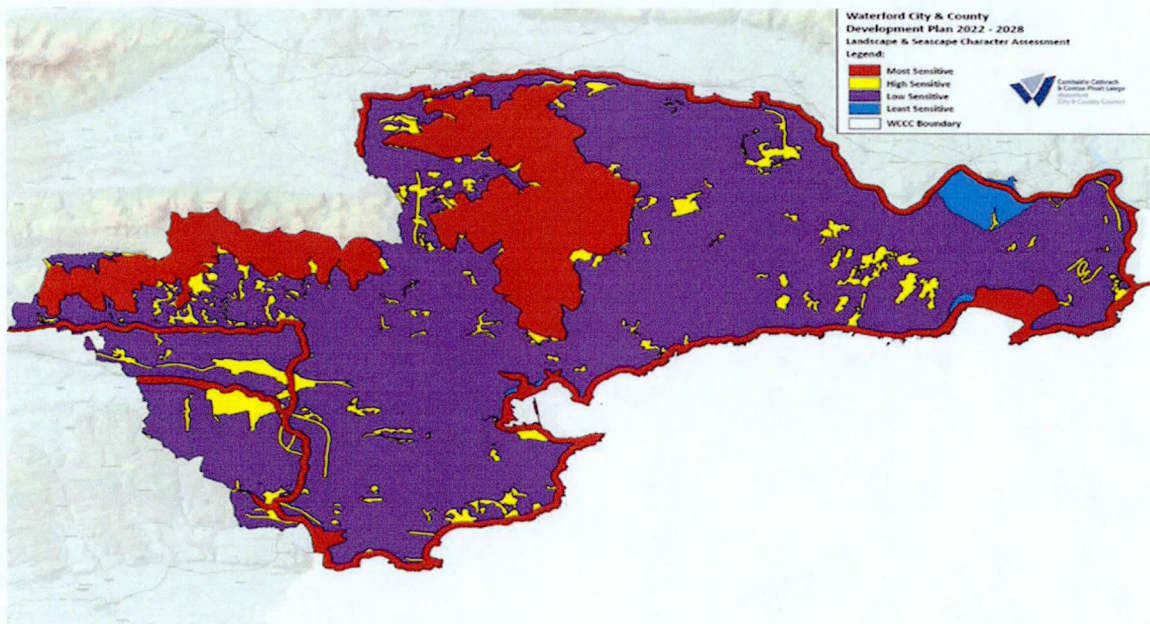 Waterford City & County
Development Plan 2022 - 2028
Landscape & Seascape Character Assessment
Legend:
Most Sensitive
High Sensitive
Low Sensitive
Least Sensitive
WCCC Boundary
Comhairle Cathrach
& Contae Phort Láirge
Waterford
City & County Council